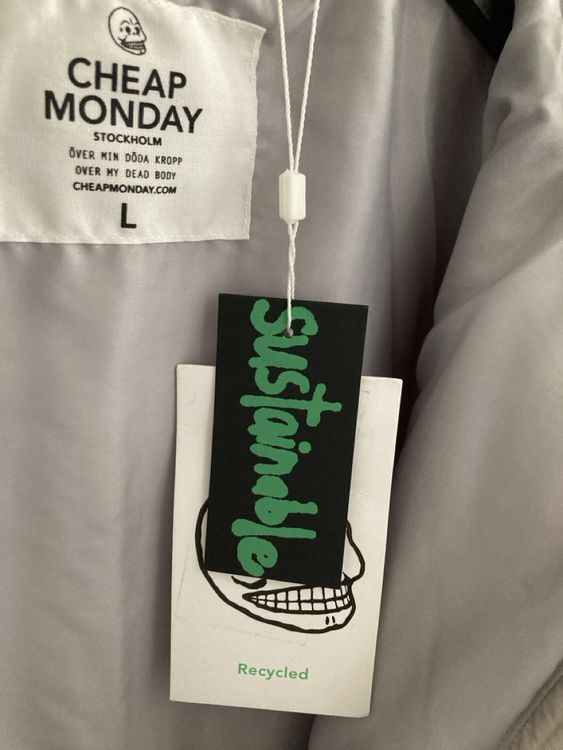 CHEAP
MONDAY
STOCKHOLM
ÖVER MIN DÖDA KROPP
OVER MY DEAD BODY
CHEAPMONDAY.COM
L
Sustainable
Recycled